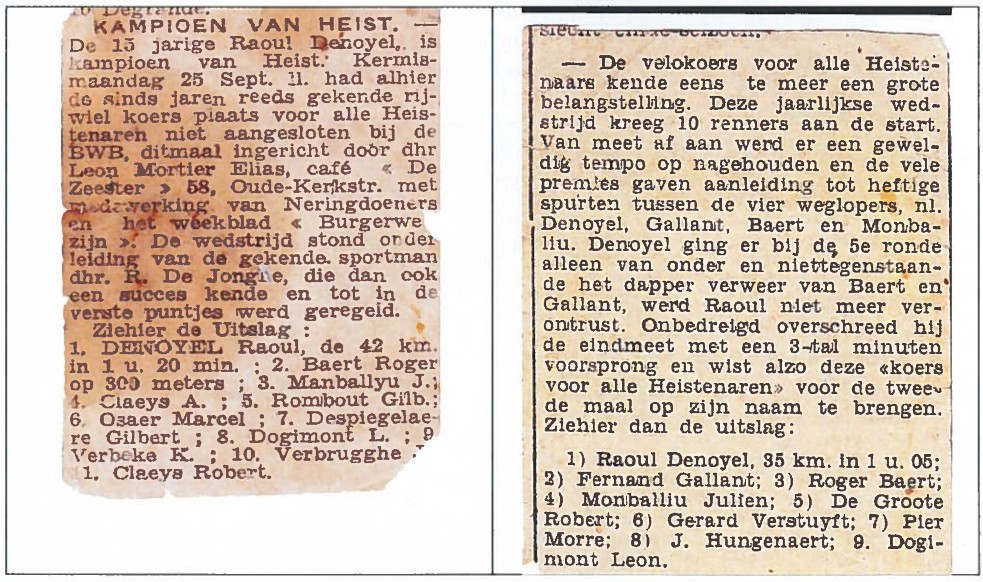 KAMPIOEN VAN HEIST. —
De 15 jarige Raoul Denoyel, is
kampioen van Heist. Kermis-
maandag 25 Sept. ll. had alhier
de sinds jaren reeds gekende rij-
wiel koers plaats voor alle Heis-
tenaren niet aangesloten bij de
BWB, ditmaal ingericht door dhr
Leon Mortier Elias, café « De
Zeester » 58, Oude-Kerkstr. met
medewerking van Neringdoeners
en het weekblad « Burgerwel
zijn ». De wedstrijd stond onder
leiding van de gekende. sportman
dhr. R. De Jonghe, die dan ook
een succes kende en tot in de
verste puntjes werd geregeld.
Ziehier de Uitslag :
1. DENOYEL Raoul, de 42 km.
in 1 u. 20 min. ; 2. Baert Roger
op 300 meters ; 3. Manballyu J.;
4. Claeys A. ; 5. Rombout Gilb.;
6. Osaer Marcel ; 7. Despiegelae-
re Gilbert ; 8. Dogimont L. ; 9
Verbeke K. ; 10. Verbrugghe
11. Claeys Robert.
— De velokoers voor alle Heiste-
naars kende eens te meer een grote
belangstelling. Deze jaarlijkse wed-
strijd kreeg 10 renners aan de start.
Van meet af aan werd er een gewel-
dig tempo op nagehouden en de vele
premies gaven aanleiding tot heftige
spurten tussen de vier weglopers, nl.
Denoyel, Gallant, Baert en Monba-
liu. Denoyel ging er bij de 5e ronde
alleen van onder en niettegenstaan-
de het dapper verweer van Baert en
Gallant, werd Raoul niet meer ver-
ontrust. Onbedreigd overschreed hij
de eindmeet met een 3-tal minuten
voorsprong en wist alzo deze «koers
voor alle Heistenaren» voor de twee-
de maal op zijn naam te brengen.
Ziehier dan de uitslag:
1) Raoul Denoyel, 35 km. in 1 u. 05;
2) Fernand Gallant; 3) Roger Baert;
4) Monballiu Julien; 5) De Groote
Robert; 6) Gerard Verstuyft; 7) Pier
Morre; 8) J. Hungenaert; 9. Dogi-
mont Leon.